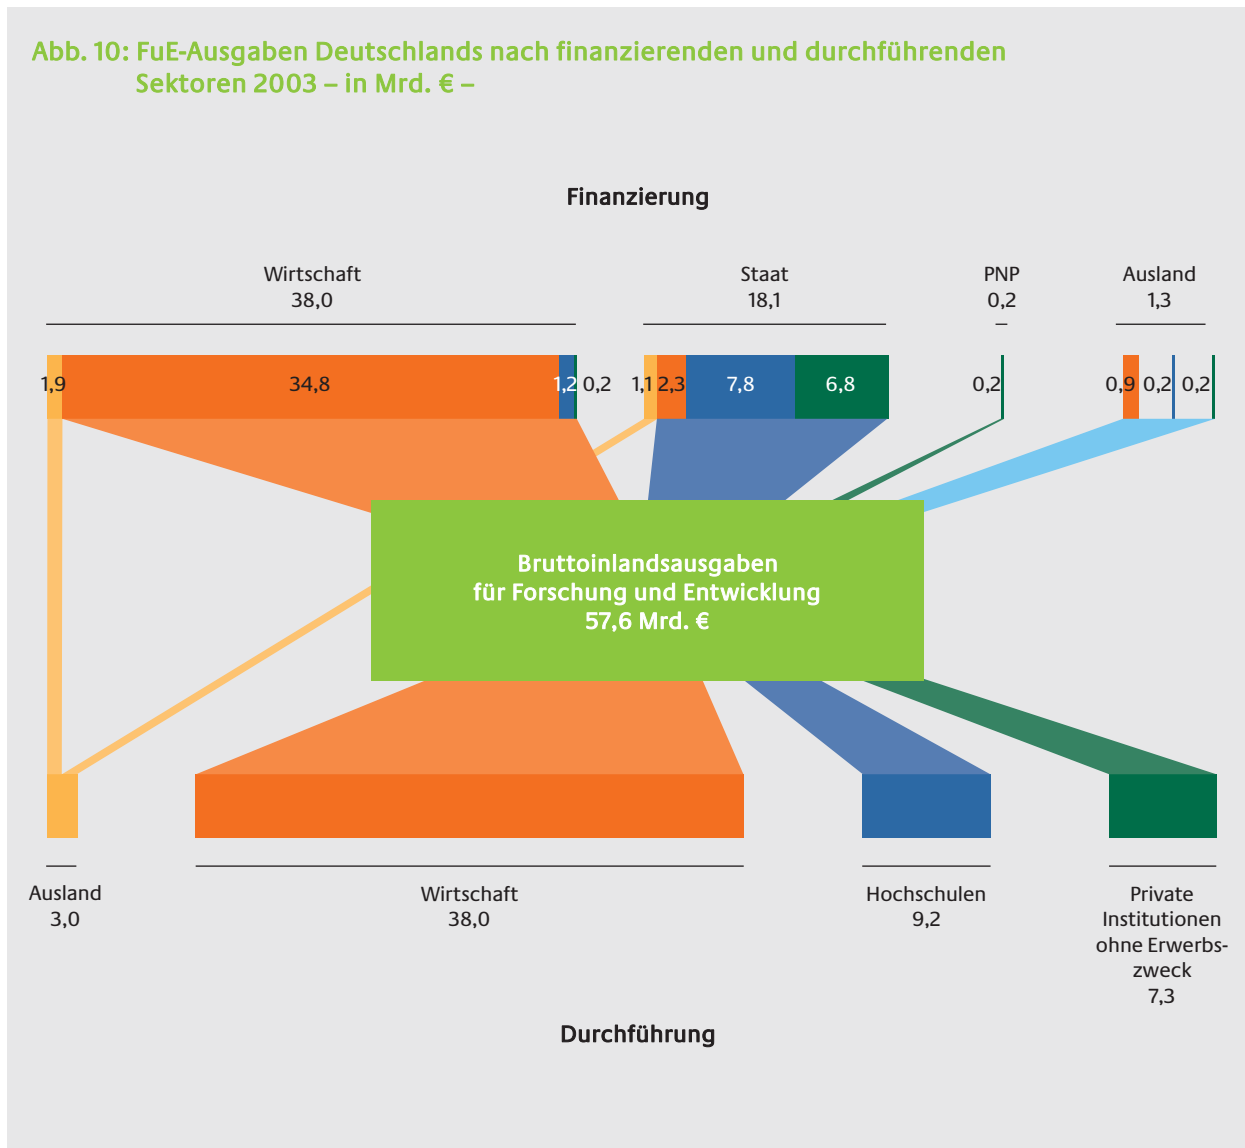 Abb. 10: FuE-Ausgaben Deutschlands nach finanzierenden und durchführenden
Sektoren 2003 – in Mrd. € –
Finanzierung
Wirtschaft
38,0
Staat
18,1
PNP
0,2
Ausland
1,3
1,9
34,8
1,2
0,2
1,1
2,3
7,8
6,8
0,2
0,9
0,2
0,2
Bruttoinlandsausgaben
für Forschung und Entwicklung
57,6 Mrd. €
Ausland
3,0
Wirtschaft
38,0
Hochschulen
9,2
Private
Institutionen
ohne Erwerbs-
zweck
7,3
Durchführung